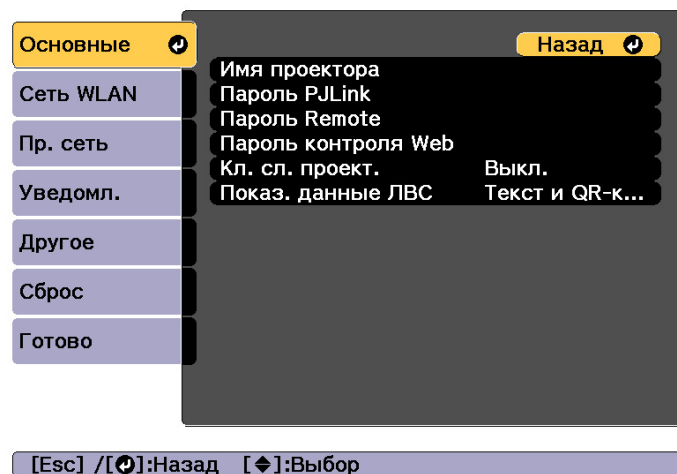 Основные
Назад
Имя проектора
Сеть WLAN
Пароль PJLink
Пароль Remote
Пр. сеть
Пароль контроля Web
Кл. сл. проект. Выкл.
Уведомл.
Показ. данные ЛВС Текст и QR-к...
Другое
Сброс
Готово
[Esc] /[ ]:Назад [ ]:Выбор